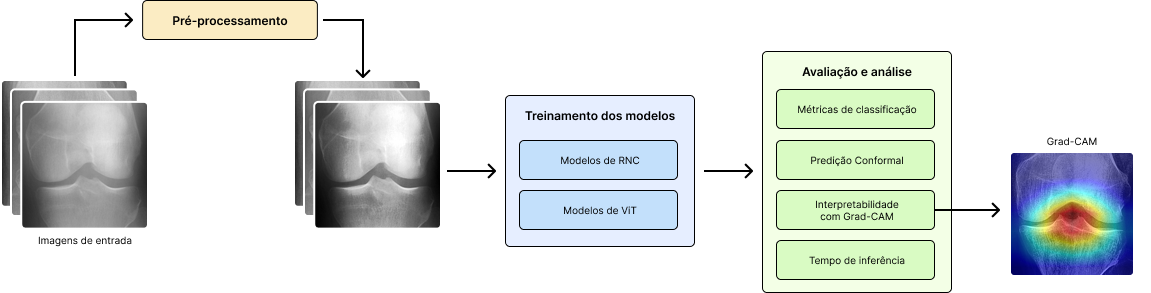 Pré-processamento
Imagens de entrada
Treinamento dos modelos
Modelos de RNC
Modelos de ViT
Avaliação e análise
Métricas de classificação
Predição Conformal
Interpretabilidade
com Grad-CAM
Tempo de inferência
Grad-CAM